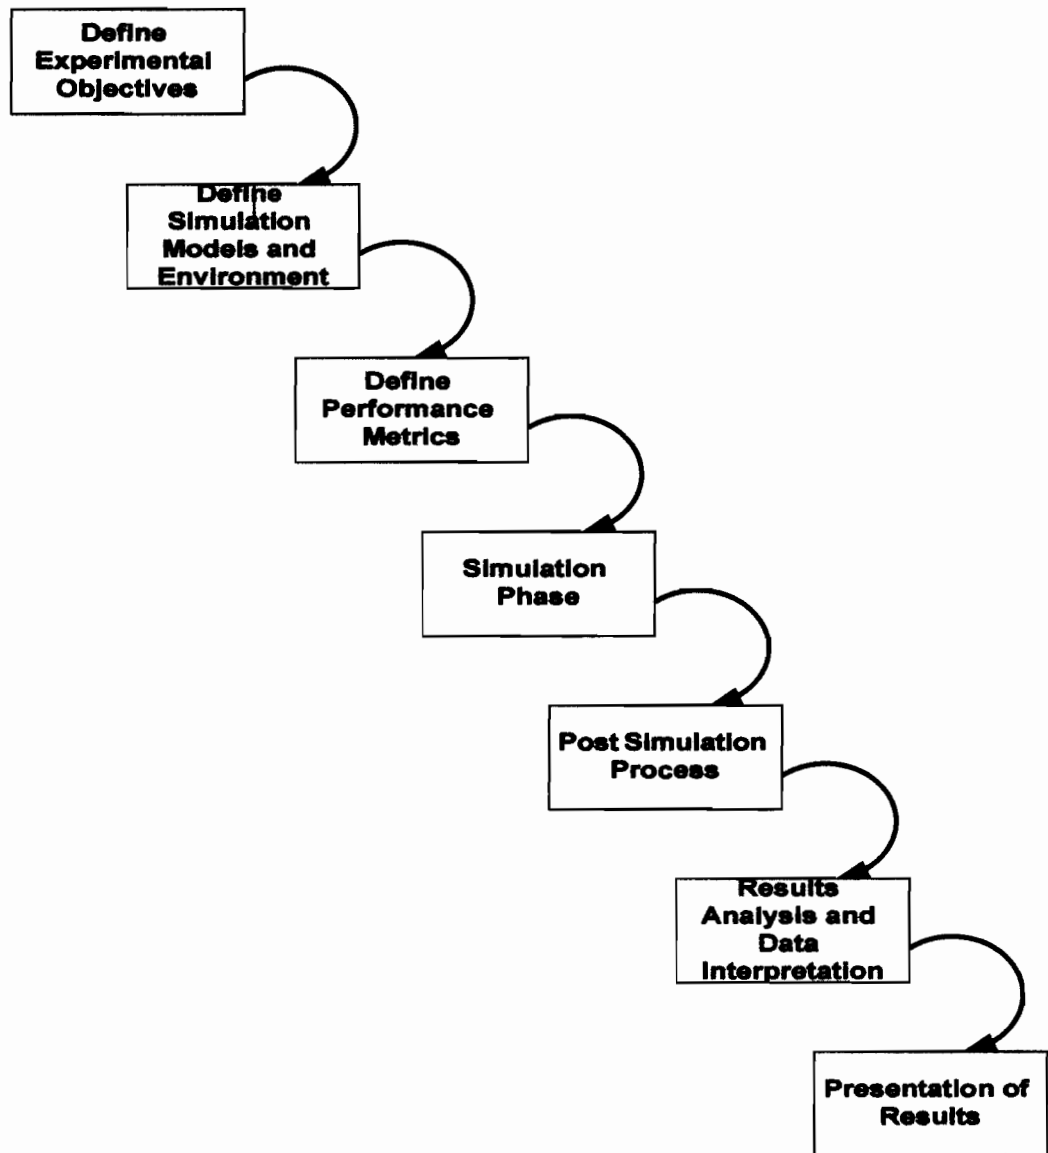 Define
Experimental
Objectives
Define
Simulation
Models and
Environment
Define
Performance
Metrics
Simulation
Phase
Post Simulation
Process
Results
Analysis and
Data
Interpretation
Presentation of
Results